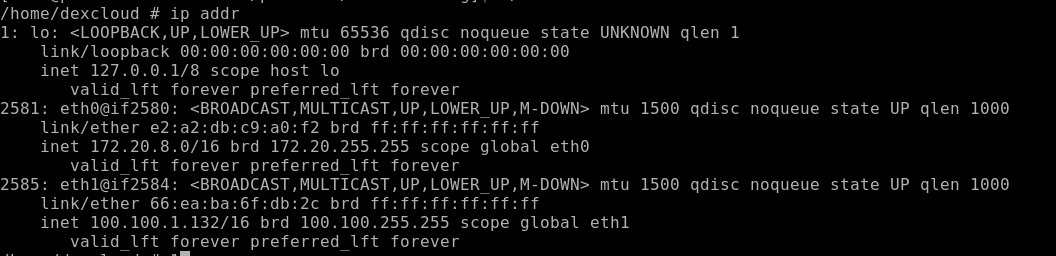 /home/dexcloud # ip addr
1: lo: <LOOPBACK,UP,LOWER_UP> mtu 65536 qdisc noqueue state UNKNOWN qlen 1
    link/loopback 00:00:00:00:00:00 brd 00:00:00:00:00:00
    inet 127.0.0.1/8 scope host lo
       valid_lft forever preferred_lft forever
2581: eth0@if2580: <BROADCAST,MULTICAST,UP,LOWER_UP,M-DOWN> mtu 1500 qdisc noqueue state UP qlen 1000
    link/ether e2:a2:db:c9:a0:f2 brd ff:ff:ff:ff:ff:ff
    inet 172.20.8.0/16 brd 172.20.255.255 scope global eth0
       valid_lft forever preferred_lft forever
2585: eth1@if2584: <BROADCAST,MULTICAST,UP,LOWER_UP,M-DOWN> mtu 1500 qdisc noqueue state UP qlen 1000
    link/ether 66:ea:ba:6f:db:2c brd ff:ff:ff:ff:ff:ff
    inet 100.100.1.132/16 brd 100.100.255.255 scope global eth1
       valid_lft forever preferred_lft forever